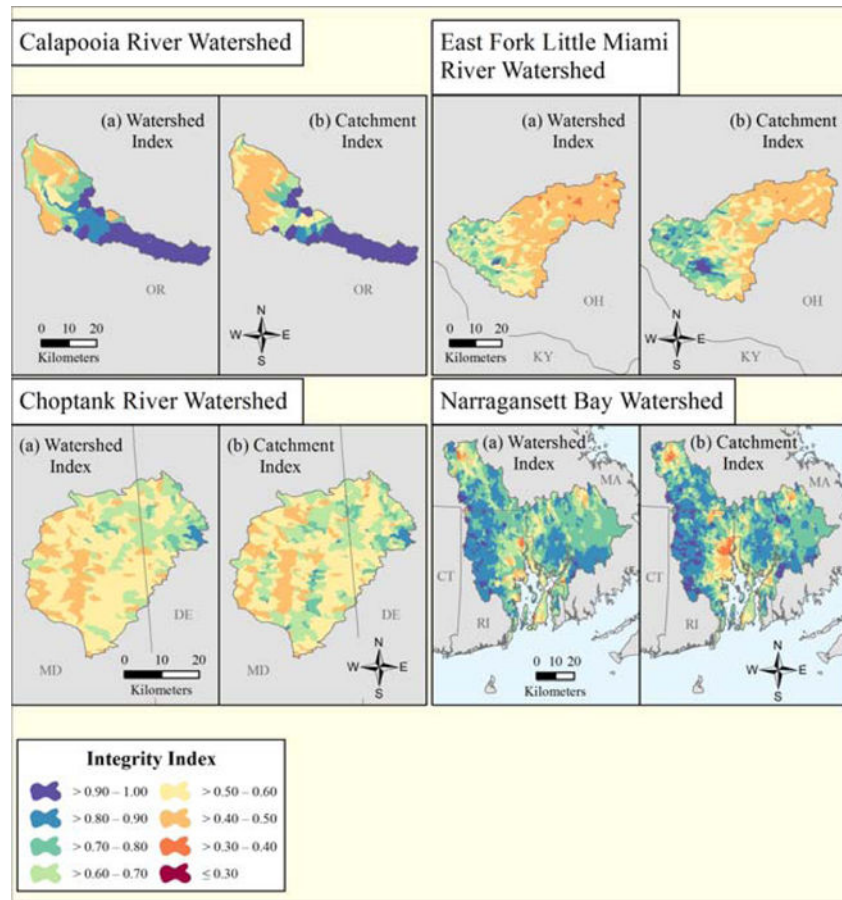 Calapooia River Watershed
(a) Watershed
Index
(b) Catchment
Index
OR
OR
0 10 20
Kilometers
N
W E
S
East Fork Little Miami
River Watershed
(a) Watershed
Index
(b) Catchment
Index
OH
OH
KY
KY
0 10 20
Kilometers
N
W E
S
Choptank River Watershed
(a) Watershed
Index
(b) Catchment
Index
DE
DE
MD
MD
0 10 20
Kilometers
N
W E
S
Narragansett Bay Watershed
(a) Watershed
Index
(b) Catchment
Index
MA
MA
CT
CT
RI
RI
0 10 20
Kilometers
N
W E
S
Integrity Index
> 0.90 – 1.00
> 0.80 – 0.90
> 0.70 – 0.80
> 0.60 – 0.70
> 0.50 – 0.60
> 0.40 – 0.50
> 0.30 – 0.40
≤ 0.30